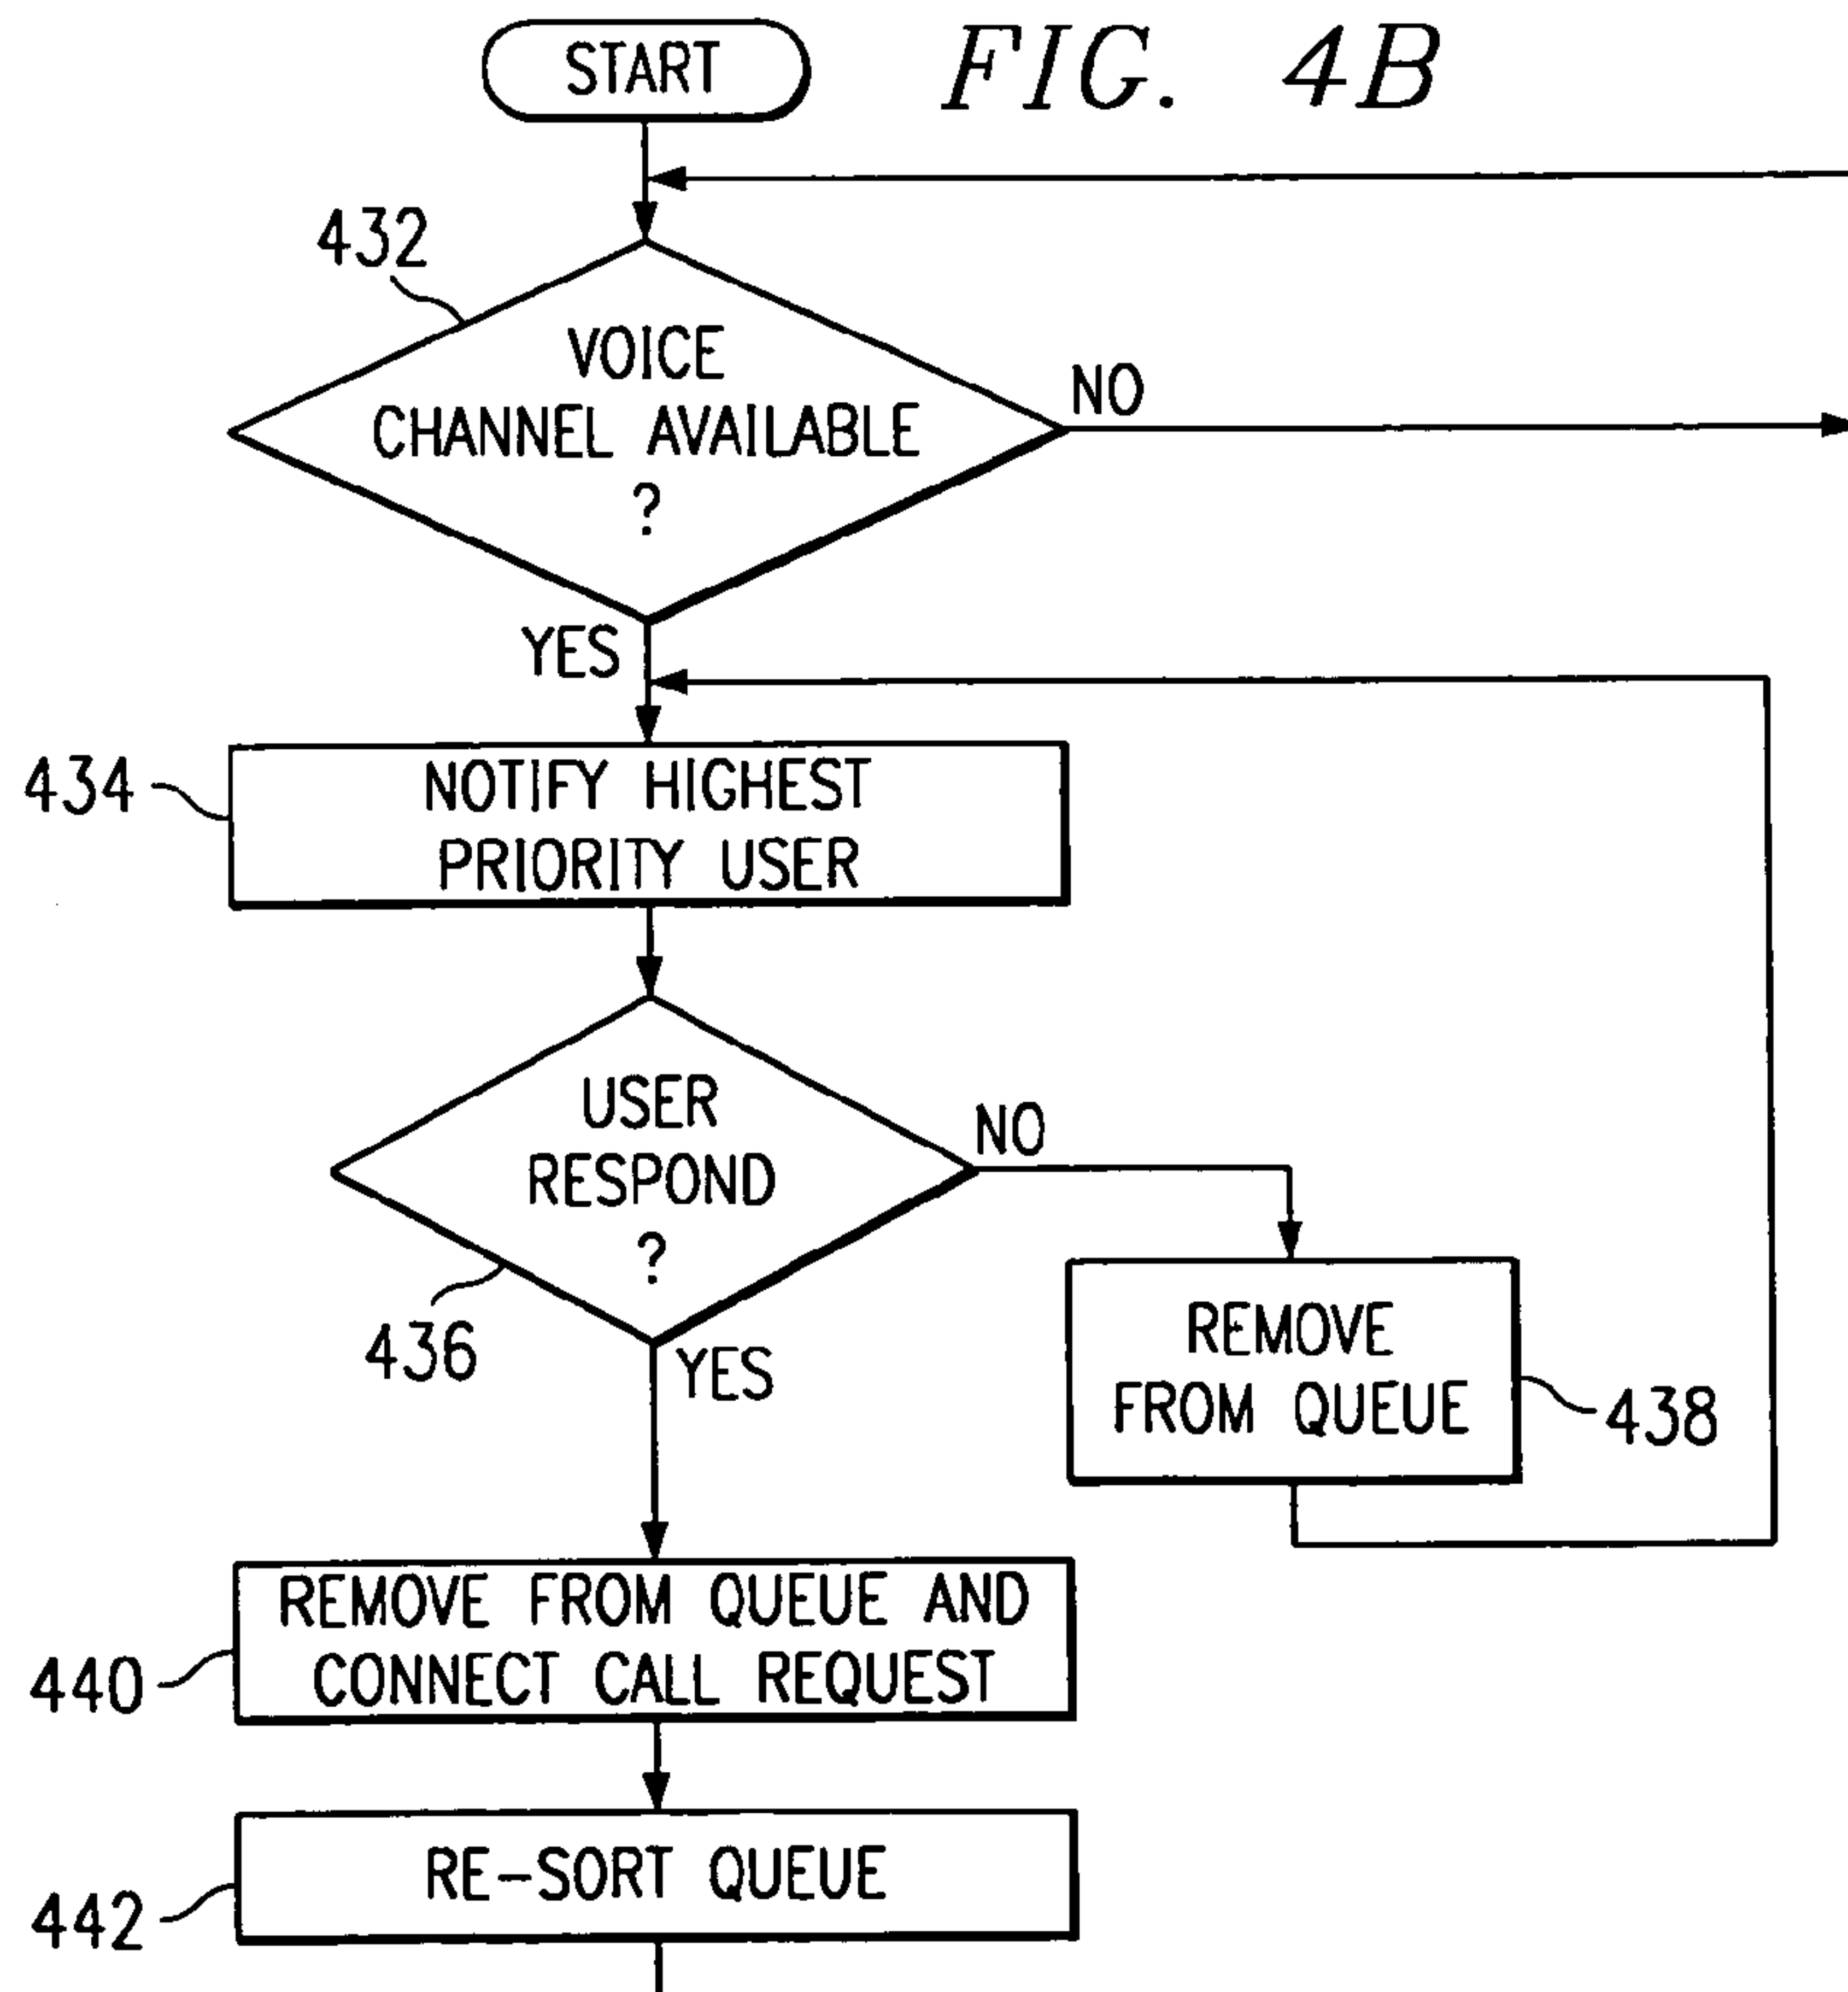 START
FIG. 4B
432
VOICE
CHANNEL AVAILABLE
?
NO
YES
434
NOTIFY HIGHEST
PRIORITY USER
USER
RESPOND
?
NO
436
YES
REMOVE
FROM QUEUE
438
REMOVE FROM QUEUE AND
CONNECT CALL REQUEST
440
RE-SORT QUEUE
442